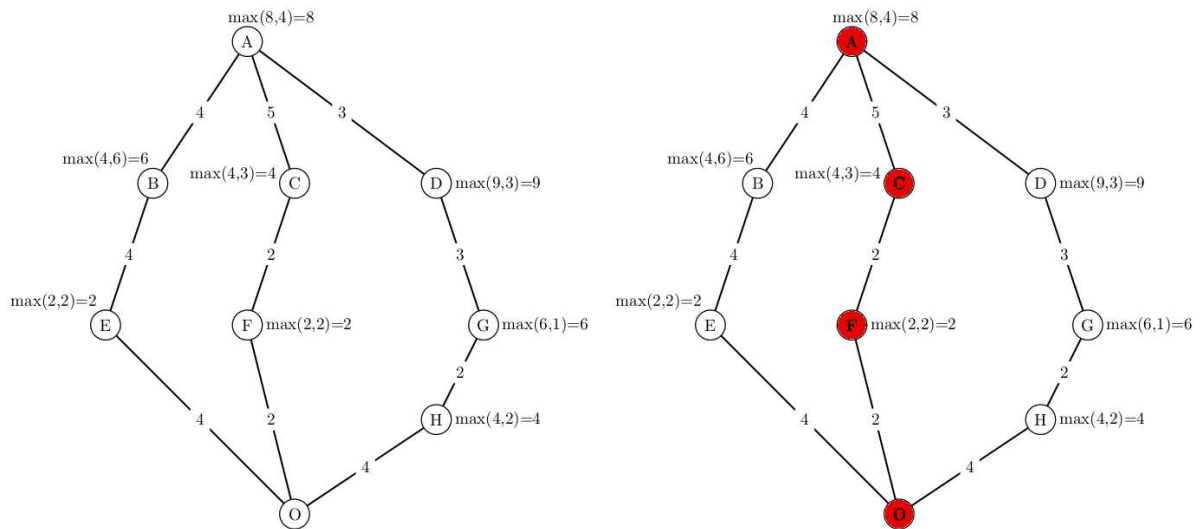 max(8,4)=8
A
4
5
3
max(4,6)=6
B
max(4,3)=4
C
D
max(9,3)=9
4
2
3
max(2,2)=2
E
F
max(2,2)=2
G
max(6,1)=6
2
4
2
H
max(4,2)=4
4
O
max(8,4)=8
A
4
5
3
max(4,6)=6
B
max(4,3)=4
C
D
max(9,3)=9
4
2
3
max(2,2)=2
E
F
max(2,2)=2
G
max(6,1)=6
2
4
2
H
max(4,2)=4
4
O